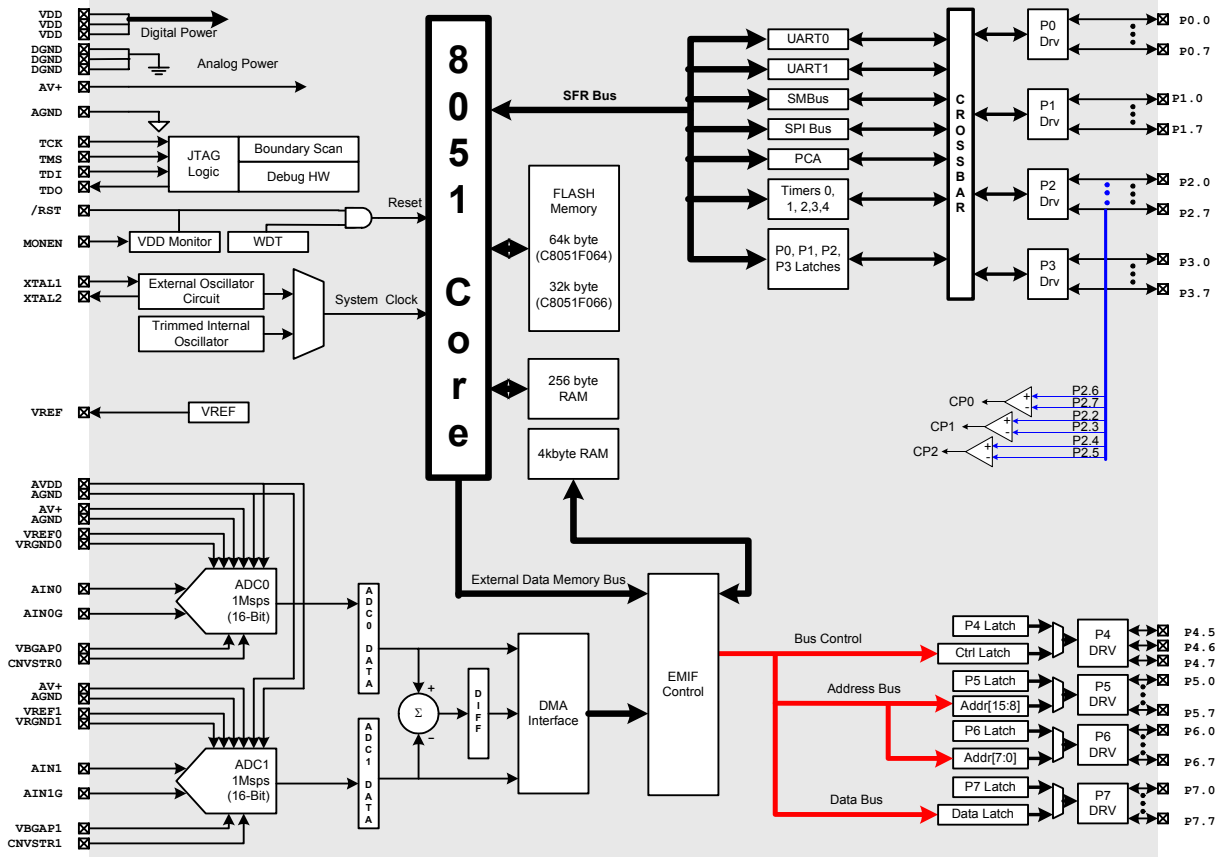 VDD
VDD
VDD
Digital Power
DGND
DGND
DGND
Analog Power
AV+
AGND
TCK
TMS
TDI
TDO
JTAG
Logic
Boundary Scan
Debug HW
/RST
Reset
MONEN
VDD Monitor
WDT
XTAL1
XTAL2
External Oscillator
Circuit
System Clock
Trimmed Internal
Oscillator
VREF
VREF
8
0
5
1
C
o
r
e
SFR Bus
FLASH
Memory
64k byte
(C8051F064)
32k byte
(C8051F066)
256 byte
RAM
4kbyte RAM
UART0
UART1
SMBus
SPI Bus
PCA
Timers 0,
1, 2,3,4
P0, P1, P2,
P3 Latches
C
R
O
S
S
B
A
R
P0
Drv
P0.0
P0.7
P1
Drv
P1.0
P1.7
P2
Drv
P2.0
P2.7
P3
Drv
P3.0
P3.7
CP0
+
-
P2.6
P2.7
CP1
+
-
P2.2
P2.3
CP2
+
-
P2.4
P2.5
AVDD
AGND
AV+
AGND
VREF0
VRGND0
AIN0
AIN0G
VBGAP0
CNVSTR0
ADC0
1Msps
(16-Bit)
AV+
AGND
VREF1
VRGND1
AIN1
AIN1G
VBGAP1
CNVSTR1
ADC1
1Msps
(16-Bit)
A
D
C
0
D
A
T
A
A
D
C
1
D
A
T
A
+
Σ
−
D
I
F
F
DMA
Interface
External Data Memory Bus
EMIF
Control
Bus Control
Address Bus
Data Bus
P4 Latch
Ctrl Latch
P4
DRV
P4.5
P4.6
P4.7
P5 Latch
Addr[15:8]
P5
DRV
P5.0
P5.7
P6 Latch
Addr[7:0]
P6
DRV
P6.0
P6.7
P7 Latch
Data Latch
P7
DRV
P7.0
P7.7